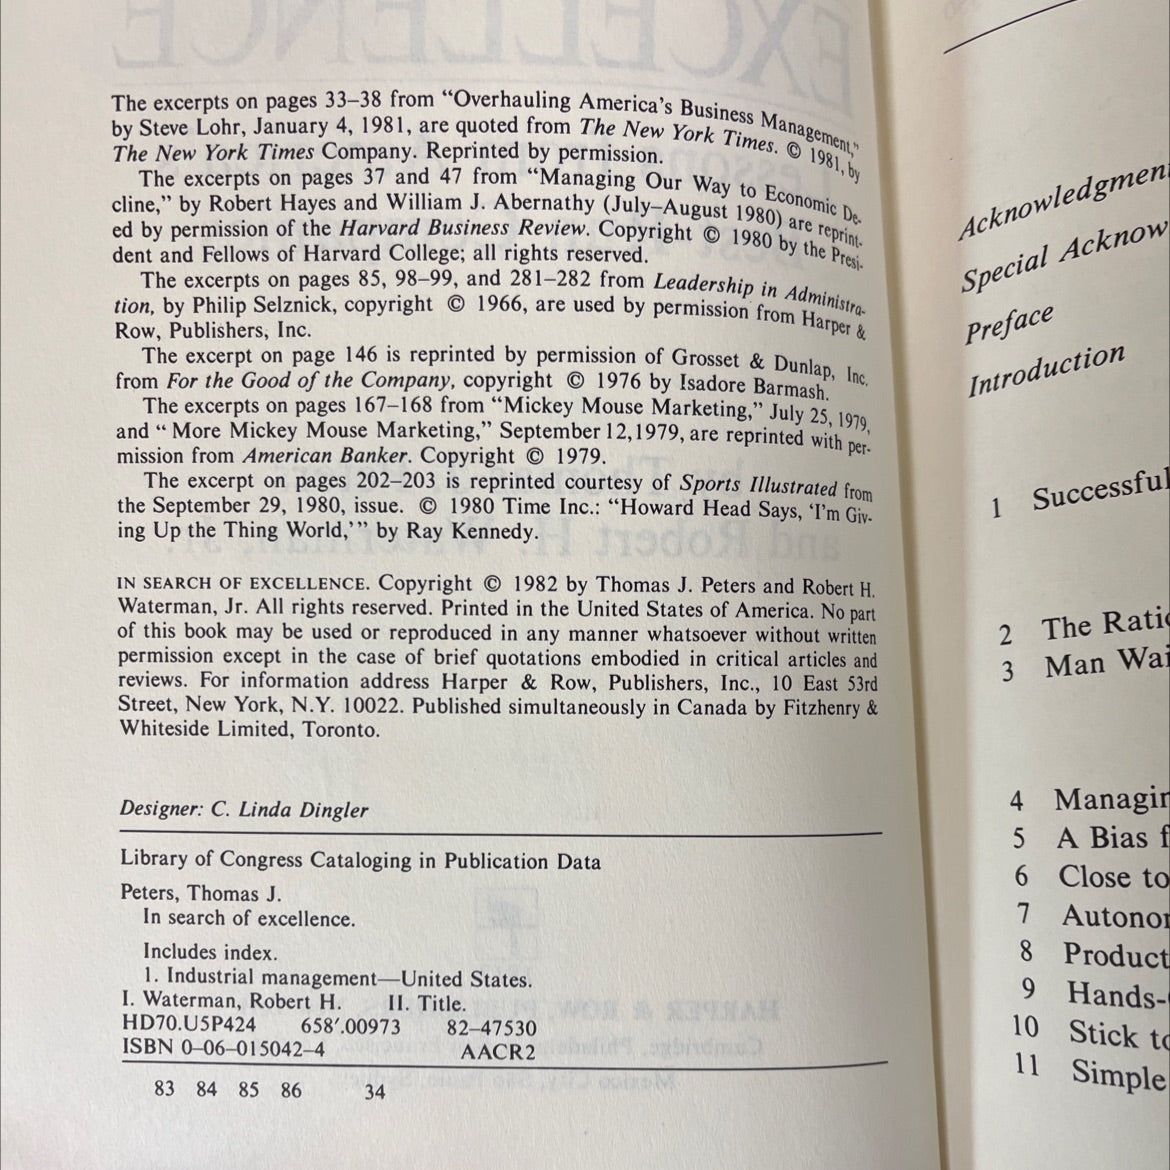 The excerpts on pages 33–38 from “Overhauling America’s Business Management,”
by Steve Lohr, January 4, 1981, are quoted from The New York Times. © 1981, by
The New York Times Company. Reprinted by permission.
The excerpts on pages 37 and 47 from “Managing Our Way to Economic De-
cline,” by Robert Hayes and William J. Abernathy (July–August 1980) are reprint-
ed by permission of the Harvard Business Review. Copyright © 1980 by the Presi-
dent and Fellows of Harvard College; all rights reserved.
The excerpts on pages 85, 98–99, and 281–282 from Leadership in Administra-
tion, by Philip Selznick, copyright © 1966, are used by permission from Harper &
Row, Publishers, Inc.
The excerpt on page 146 is reprinted by permission of Grosset & Dunlap, Inc.
from For the Good of the Company, copyright © 1976 by Isadore Barmash.
The excerpts on pages 167–168 from “Mickey Mouse Marketing,” July 25, 1979,
and “ More Mickey Mouse Marketing,” September 12,1979, are reprinted with per-
mission from American Banker. Copyright © 1979.
The excerpt on pages 202–203 is reprinted courtesy of Sports Illustrated from
the September 29, 1980, issue. © 1980 Time Inc.: “Howard Head Says, ‘I’m Giv-
ing Up the Thing World,’” by Ray Kennedy.
IN SEARCH OF EXCELLENCE. Copyright © 1982 by Thomas J. Peters and Robert H.
Waterman, Jr. All rights reserved. Printed in the United States of America. No part
of this book may be used or reproduced in any manner whatsoever without written
permission except in the case of brief quotations embodied in critical articles and
reviews. For information address Harper & Row, Publishers, Inc., 10 East 53rd
Street, New York, N.Y. 10022. Published simultaneously in Canada by Fitzhenry &
Whiteside Limited, Toronto.
Designer: C. Linda Dingler
Library of Congress Cataloging in Publication Data
Peters, Thomas J.
In search of excellence.
Includes index.
1. Industrial management—United States.
I. Waterman, Robert H. II. Title.
HD70.U5P424 658′.00973 82–47530
ISBN 0–06–015042–4 AACR2
83 84 85 86 34
Acknowledgmen
Special Acknow
Preface
Introduction
1 Successful
2 The Ratio
3 Man Wai
4 Managin
5 A Bias f
6 Close to
7 Autonon
8 Product
9 Hands-
10 Stick to
11 Simple